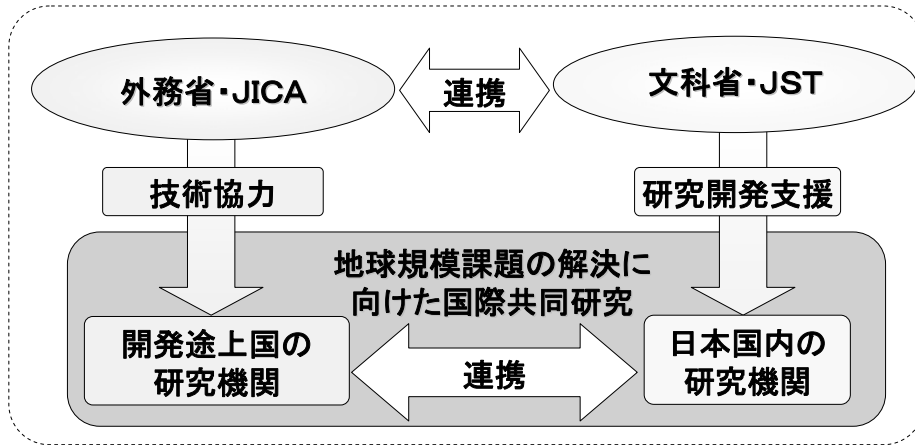 外務省・JICA
連携
文科省・JST
技術協力
研究開発支援
地球規模課題の解決に
向けた国際共同研究
開発途上国の
研究機関
連携
日本国内の
研究機関